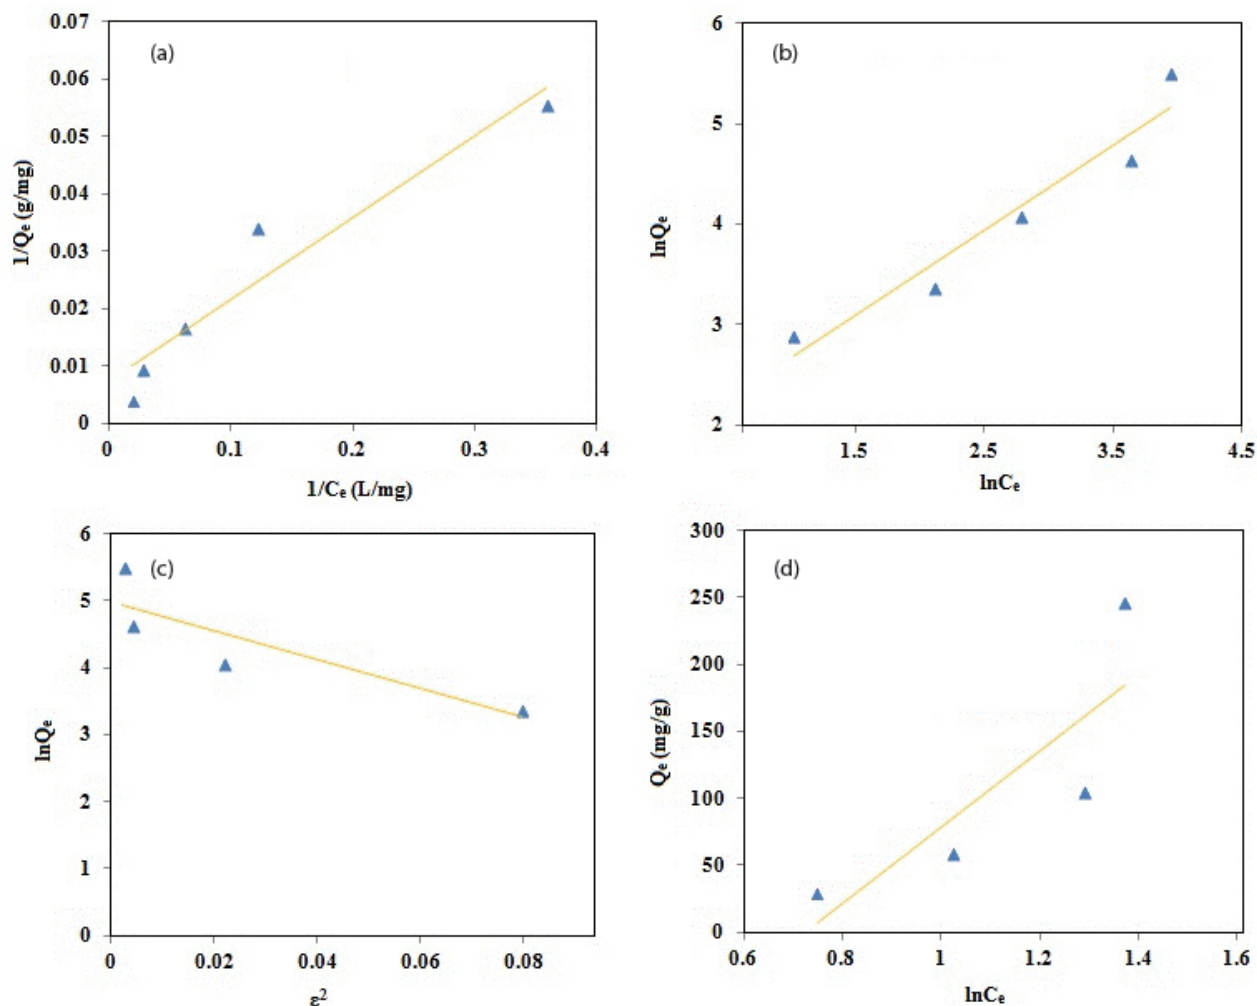 (a)
0.07
0.06
0.05
0.04
0.03
0.02
0.01
0
1/Qe (g/mg)
0 0.1 0.2 0.3 0.4
1/Ce (L/mg)
(b)
6
5
4
3
2
lnQe
1.5 2.5 3.5 4.5
lnCe
(c)
6
5
4
3
2
1
0
lnQe
0 0.02 0.04 0.06 0.08
ε²
(d)
300
250
200
150
100
50
0
Qe (mg/g)
0.6 0.8 1 1.2 1.4 1.6
lnCe